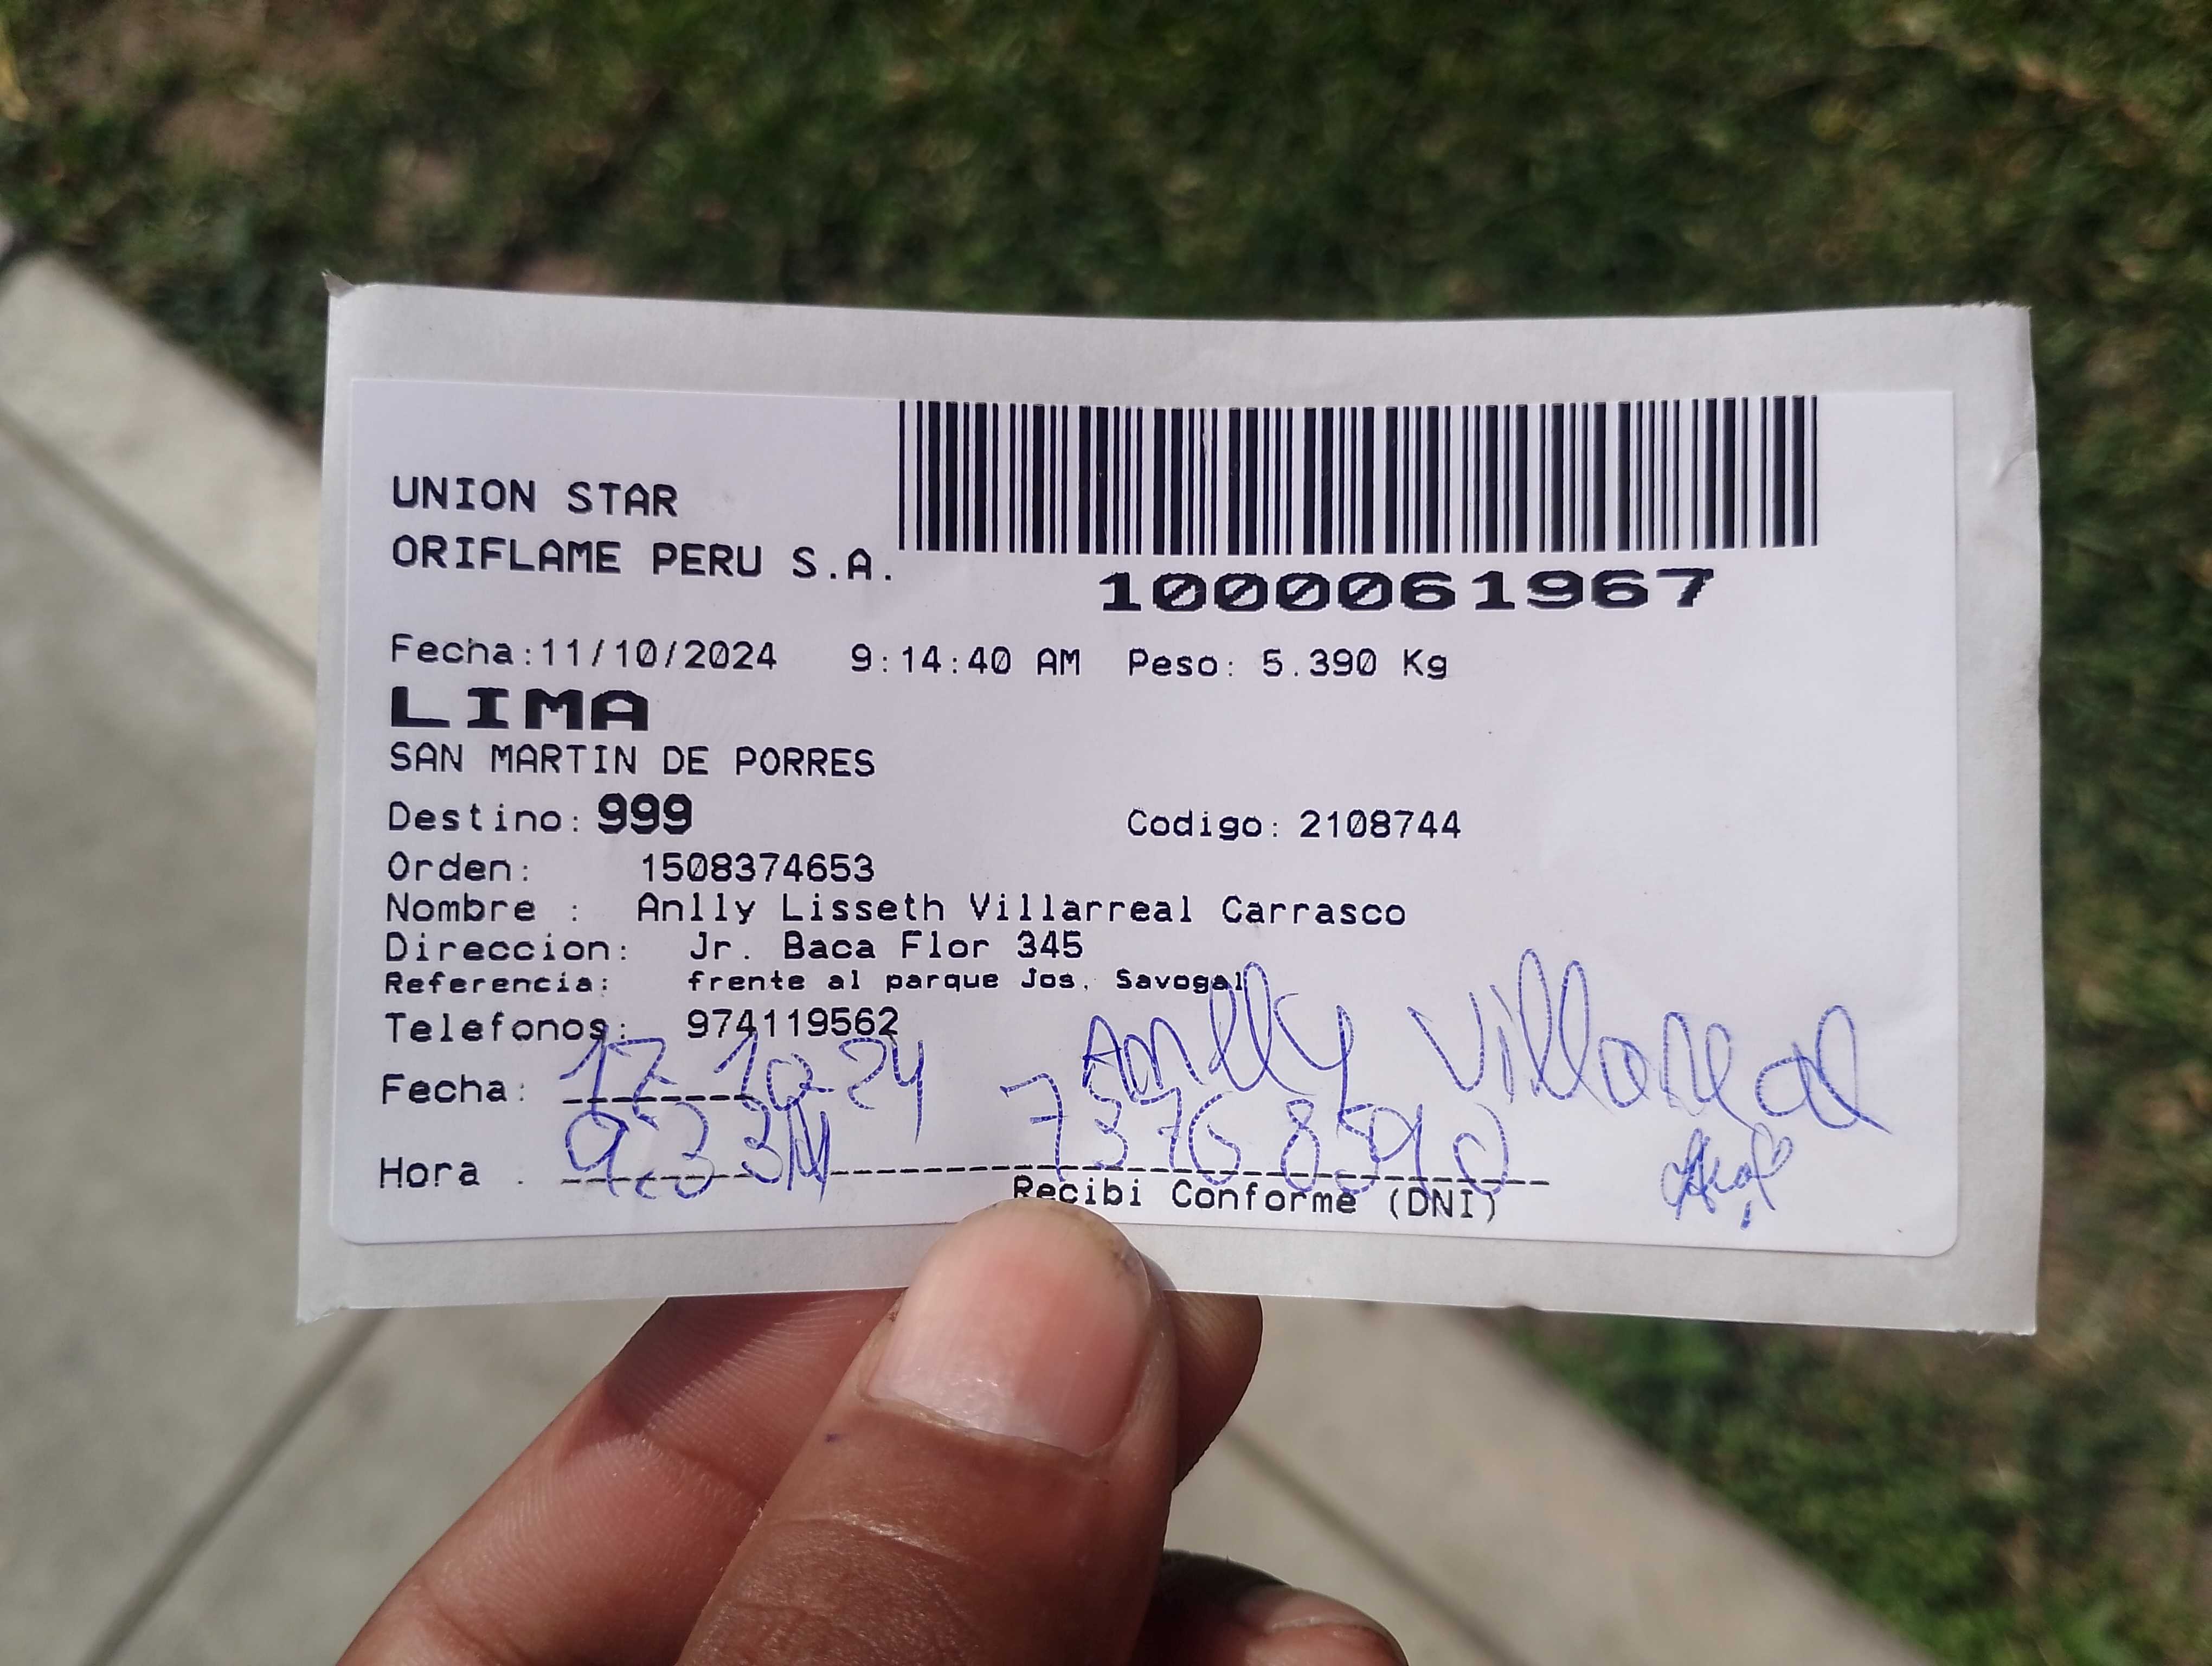 UNION STAR
ORIFLAME PERU S.A.
1000061967
Fecha:11/10/2024 9:14:40 AM Peso: 5.390 Kg
LIMA
SAN MARTIN DE PORRES
Destino: 999 Codigo: 2108744
Orden: 1508374653
Nombre : Anlly Lisseth Villarreal Carrasco
Direccion: Jr. Baca Flor 345
Referencia: frente al parque Jos. Savogal
Telefonos: 974119562
Anlly Villarreal
Fecha: 17-10-24
73768590
Hora .
Recibi Conforme (DNI)